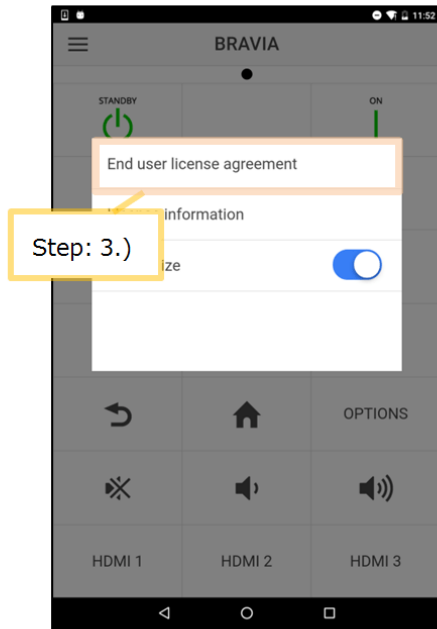 11:52
BRAVIA
STANDBY
ON
End user license agreement
information
Step: 3.)
ize
OPTIONS
HDMI 1
HDMI 2
HDMI 3